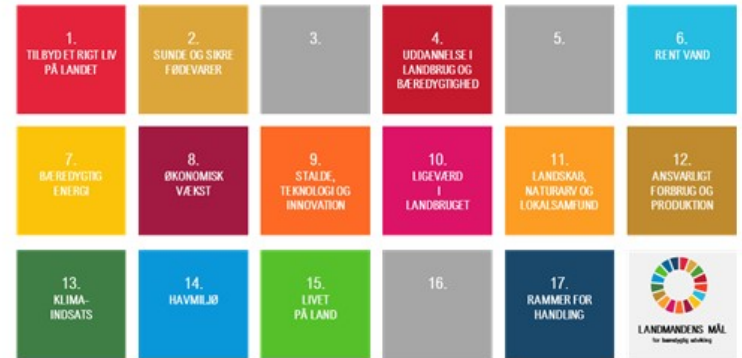 1.
TILBYD ET RIGT LIV
PÅ LANDET
2.
SUNDE OG SIKRE
FØDEVARER
3.
4.
UDDANNELSE I
LANDBRUG OG
BÆREDYGTIGHED
5.
6.
RENT VAND
7.
BÆREDYGTIG
ENERGI
8.
ØKONOMISK
VÆKST
9.
STALDE,
TEKNOLOGI OG
INNOVATION
10.
LIGEVÆRD
I
LANDBRUGET
11.
LANDSKAB,
NATURARV OG
LOKALSAMFUND
12.
ANSVARLIGT
FORBRUG OG
PRODUKTION
13.
KLIMA-
INDSATS
14.
HAVMILJØ
15.
LIVET
PÅ LAND
16.
17.
RAMMER FOR
HANDLING
LANDMANDENS MÅL
for bæredygtig udvikling